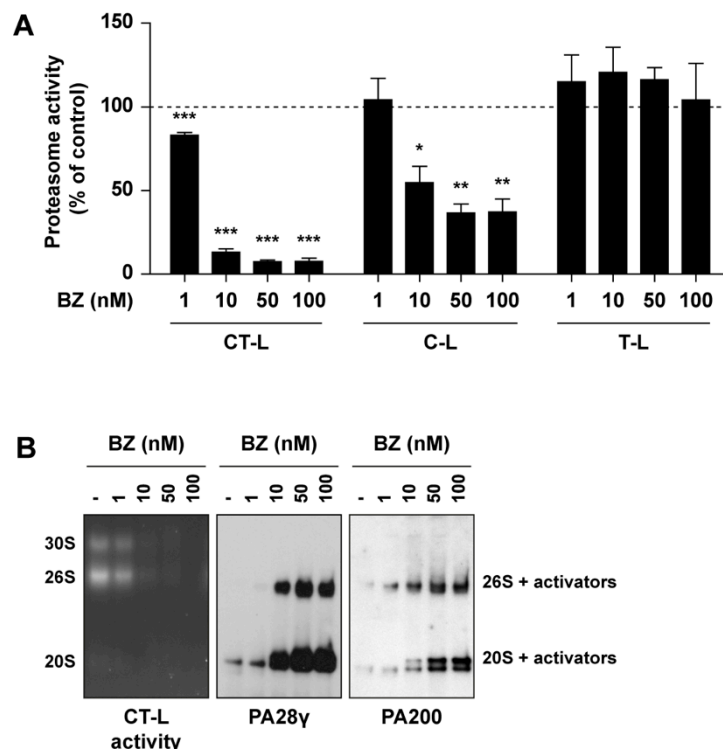 A
Proteasome activity
(% of control)
150
100
50
0
*** *** *** *** * ** **
BZ (nM) 1 10 50 100 1 10 50 100 1 10 50 100
CT-L C-L T-L
B
BZ (nM) BZ (nM) BZ (nM)
- 1 10 50 100 - 1 10 50 100 - 1 10 50 100
30S
26S 26S + activators
20S 20S + activators
CT-L
activity PA28γ PA200